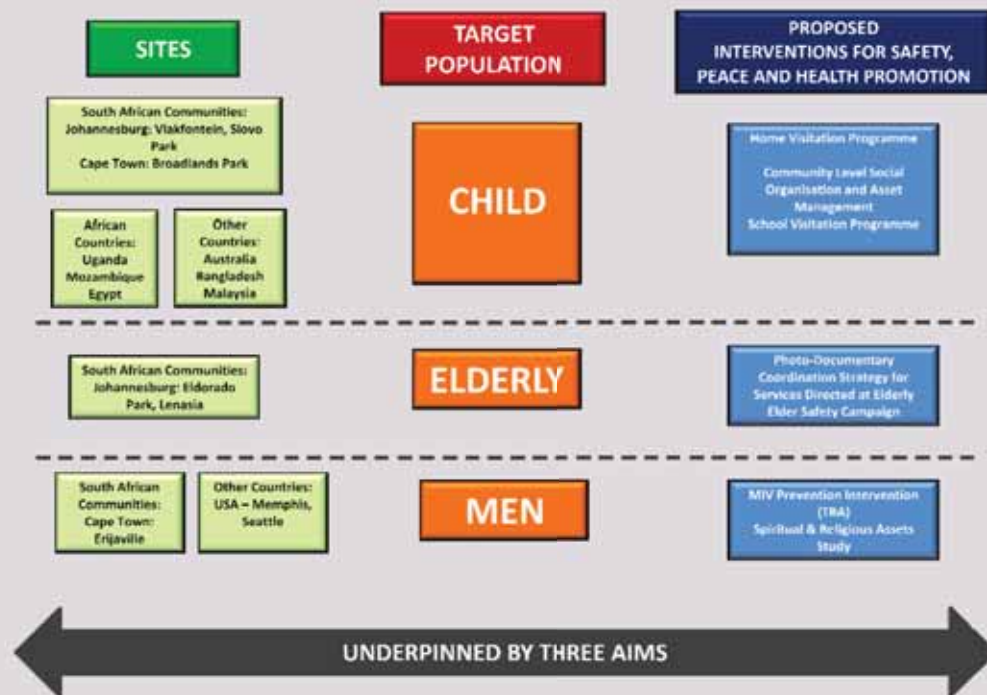 SITES
TARGET
POPULATION
PROPOSED
INTERVENTIONS FOR SAFETY,
PEACE AND HEALTH PROMOTION
South African Communities:
Johannesburg: Vlakfontein, Slovo
Park
Cape Town: Broadlands Park
African
Countries:
Uganda
Mozambique
Egypt
Other
Countries:
Australia
Bangladesh
Malaysia
CHILD
Home Visitation Programme
Community Level Social
Organisation and Asset
Management
School Visitation Programme
South African Communities:
Johannesburg: Eldorado
Park, Lenasia
ELDERLY
Photo-Documentary
Coordination Strategy for
Services Directed at Elderly
Elder Safety Campaign
South African
Communities:
Cape Town:
Erijaville
Other Countries:
USA – Memphis,
Seattle
MEN
MIV Prevention Intervention
(TBA)
Spiritual & Religious Assets
Study
UNDERPINNED BY THREE AIMS